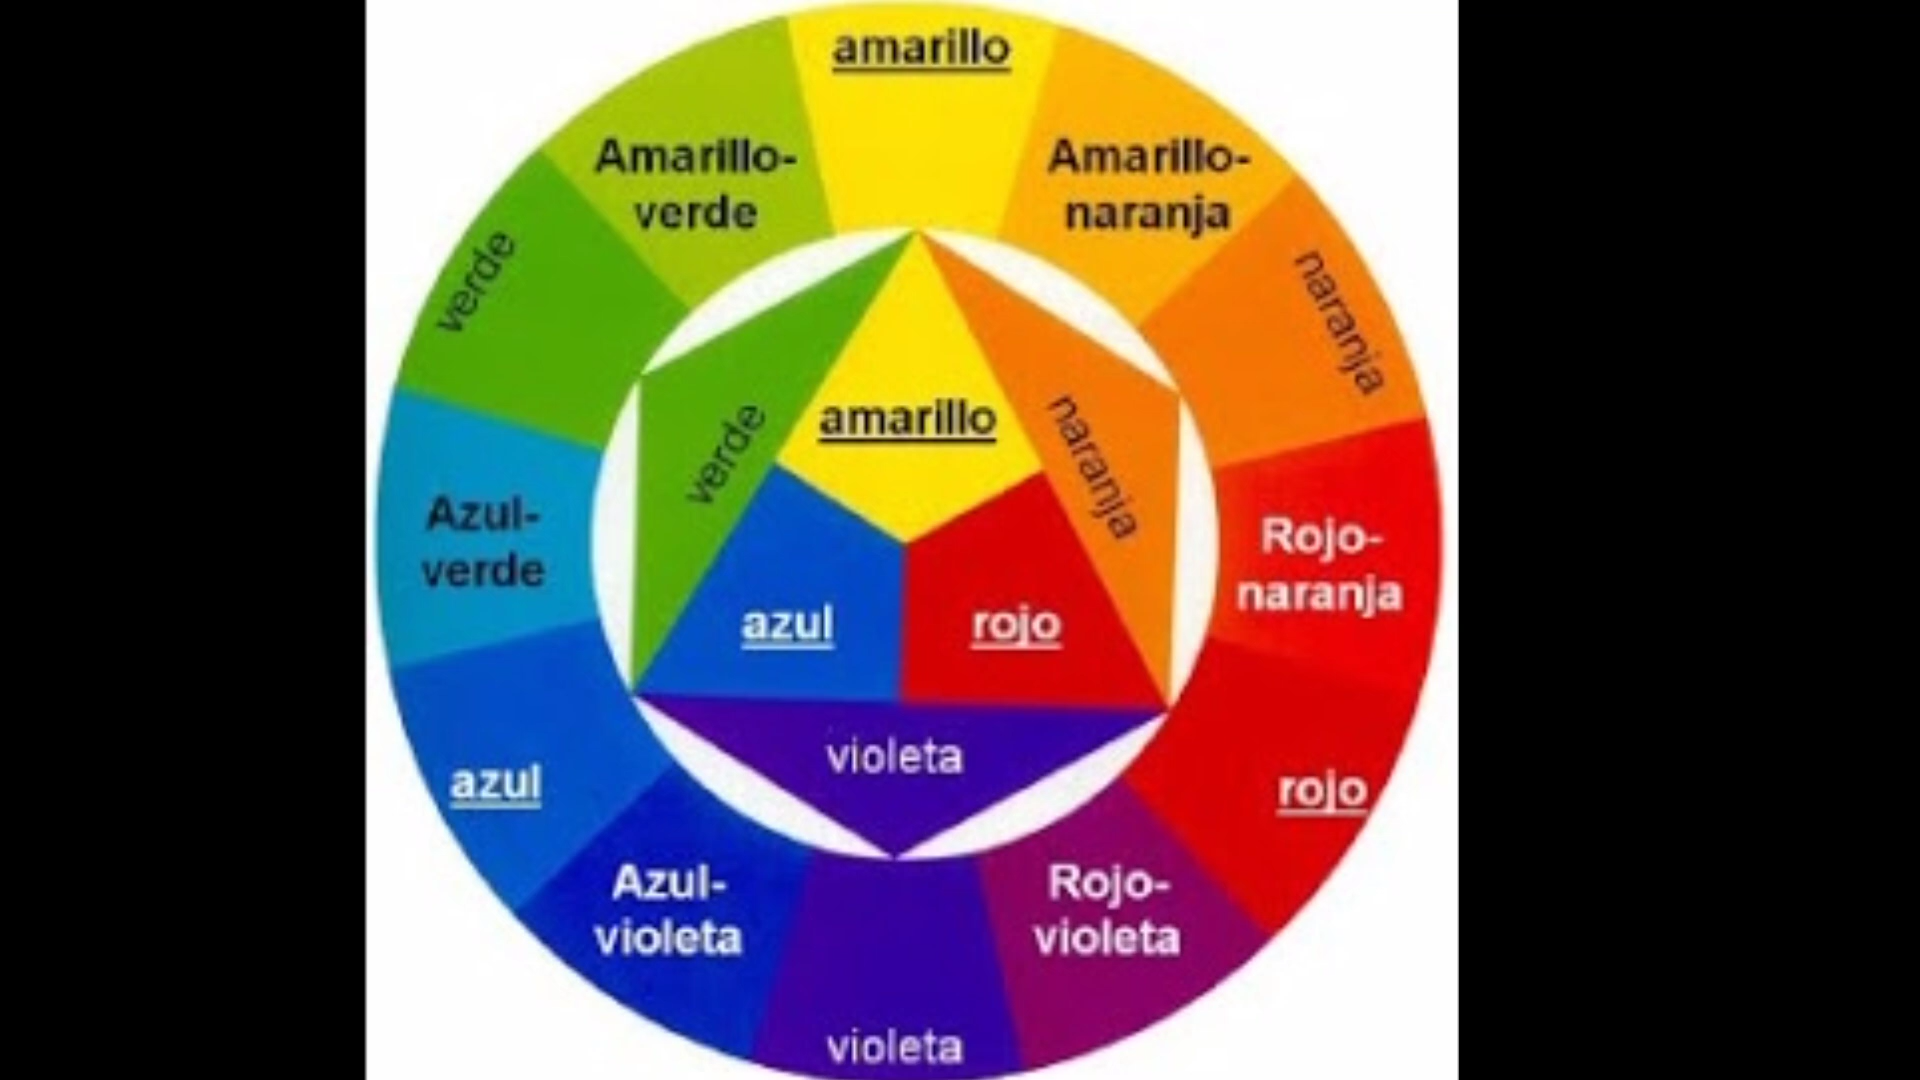 amarillo
Amarillo-
verde
Amarillo-
naranja
verde
naranja
amarillo
verde
naranja
Azul-
verde
Rojo-
naranja
azul
rojo
violeta
azul
rojo
Azul-
violeta
Rojo-
violeta
violeta